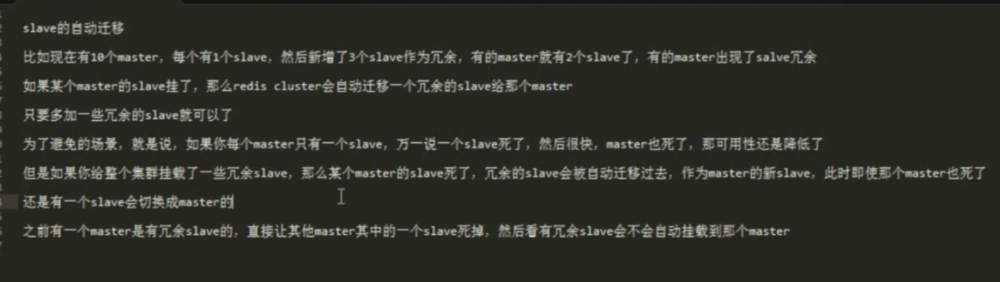 slave的自动迁移
比如现在有10个master，每个有1个slave，然后新增了3个slave作为冗余，有的master就有2个slave了，有的master出现了salve冗余
如果某个master的slave挂了，那么redis cluster会自动迁移一个冗余的slave给那个master
只要多加一些冗余的slave就可以了
为了避免的场景，就是说，如果你每个master只有一个slave，万一说一个slave死了，然后很快，master也死了，那可用性还是降低了
但是如果你给整个集群挂载了一些冗余slave，那么某个master的slave死了，冗余的slave会被自动迁移过去，作为master的新slave，此时即使那个master也死了
还是有一个slave会切换成master的
之前有一个master是有冗余slave的，直接让其他master其中的一个slave死掉，然后看有冗余slave会不会自动挂载到那个master